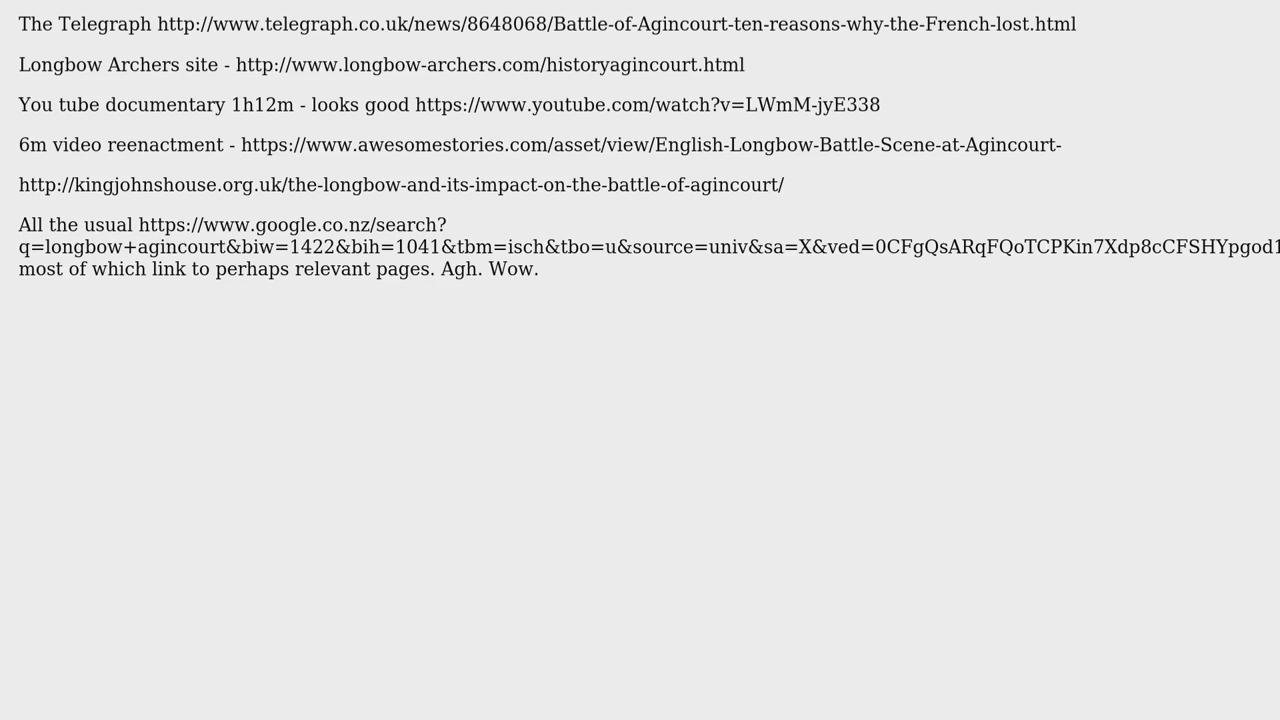 The Telegraph http://www.telegraph.co.uk/news/8648068/Battle-of-Agincourt-ten-reasons-why-the-French-lost.html
Longbow Archers site - http://www.longbow-archers.com/historyagincourt.html
You tube documentary 1h12m - looks good https://www.youtube.com/watch?v=LWmM-jyE338
6m video reenactment - https://www.awesomestories.com/asset/view/English-Longbow-Battle-Scene-at-Agincourt-
http://kingjohnshouse.org.uk/the-longbow-and-its-impact-on-the-battle-of-agincourt/
All the usual https://www.google.co.nz/search?
q=longbow+agincourt&biw=1422&bih=1041&tbm=isch&tbo=u&source=univ&sa=X&ved=0CFgQsARqFQoTCPKin7Xdp8cCFSHYpgod1
most of which link to perhaps relevant pages. Agh. Wow.